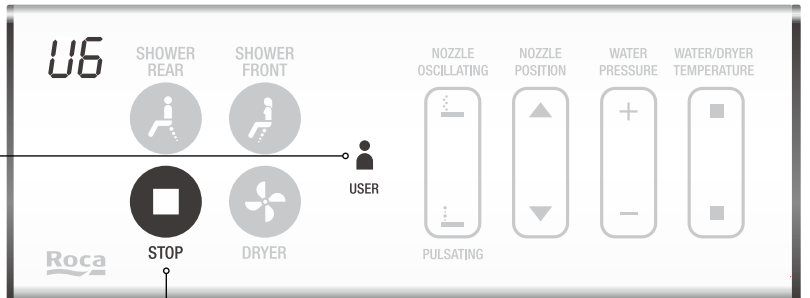 U6
SHOWER
REAR
SHOWER
FRONT
NOZZLE
OSCILLATING
NOZZLE
POSITION
WATER
PRESSURE
WATER/DRYER
TEMPERATURE
USER
STOP
DRYER
PULSATING
Roca